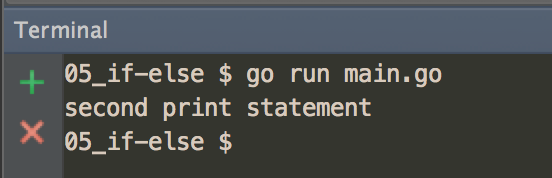 Terminal
05_if-else $ go run main.go
second print statement
05_if-else $